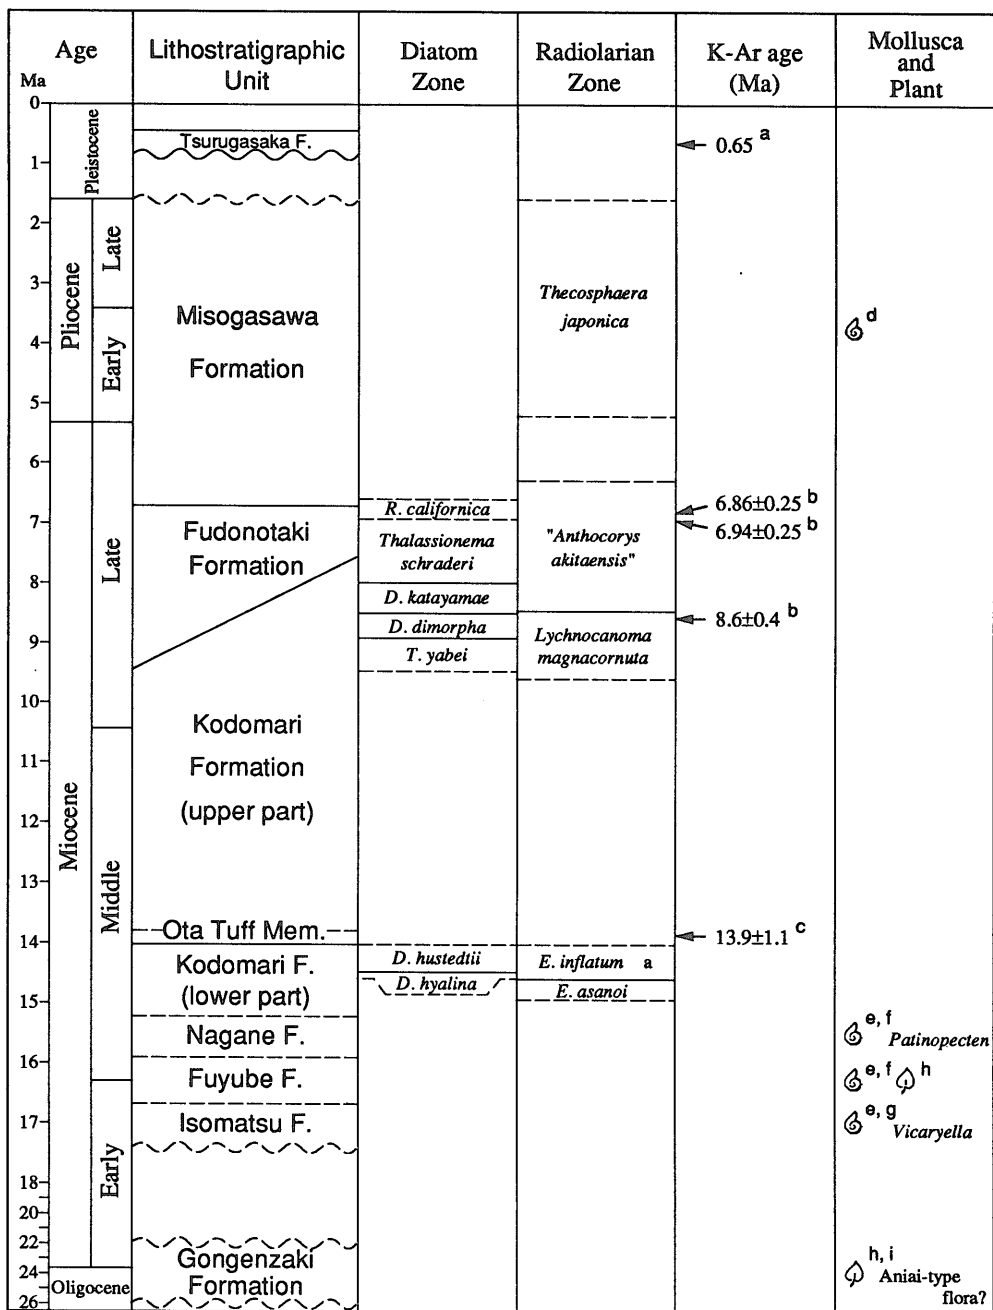 Age
Ma
Lithostratigraphic
Unit
Diatom
Zone
Radiolarian
Zone
K-Ar age
(Ma)
Mollusca
and
Plant
0
1
2
3
4
5
6
7
8
9
10
11
12
13
14
15
16
17
18
20
22
24
26
Pleistocene
Pliocene
Late
Early
Miocene
Late
Middle
Early
Oligocene
Tsurugasaka F.
Misogasawa
Formation
Fudonotaki
Formation
Kodomari
Formation
(upper part)
Ota Tuff Mem.
Kodomari F.
(lower part)
Nagane F.
Fuyube F.
Isomatsu F.
Gongenzaki
Formation
R. californica
Thalassionema
schraderi
D. katayamae
D. dimorpha
T. yabei
D. hustedtii
D. hyalina
Thecosphaera
japonica
"Anthocorys
akitaensis"
Lychnocanoma
magnacornuta
E. inflatum a
E. asanoi
0.65 a
6.86±0.25 b
6.94±0.25 b
8.6±0.4 b
13.9±1.1 c
d
e, f
Patinopecten
e, f h
e, g
Vicaryella
h, i
Aniai-type
flora?